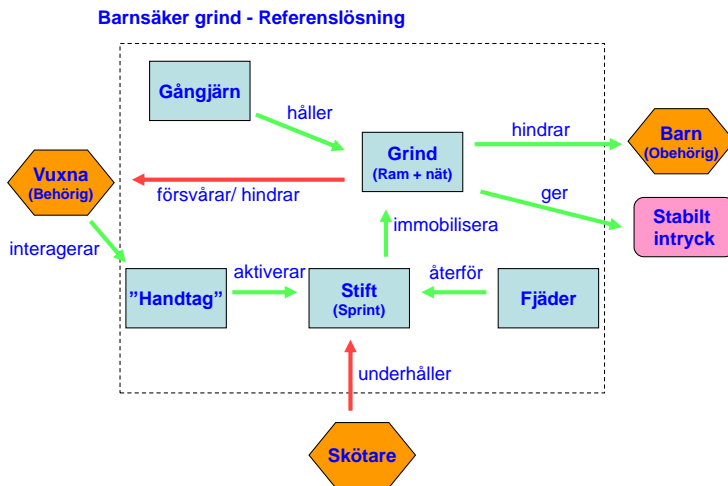 Barnsäker grind - Referenslösning
Gångjärn
håller
Grind
(Ram + nät)
hindrar
Barn
(Obehörig)
Vuxna
(Behörig)
försvårar/ hindrar
ger
Stabilt
intryck
immobilisera
interagerar
"Handtag"
aktiverar
Stift
(Sprint)
återför
Fjäder
underhåller
Skötare